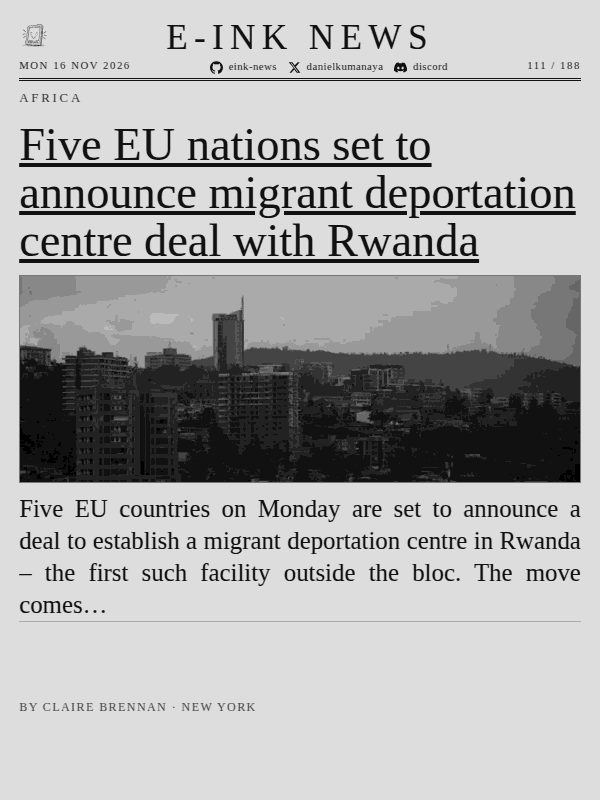 E-INK NEWS
MON 16 NOV 2026
eink-news
danielkumanaya
discord
111 / 188
AFRICA
Five EU nations set to
announce migrant deportation
centre deal with Rwanda
Five EU countries on Monday are set to announce a
deal to establish a migrant deportation centre in Rwanda
– the first such facility outside the bloc. The move
comes…
BY CLAIRE BRENNAN · NEW YORK